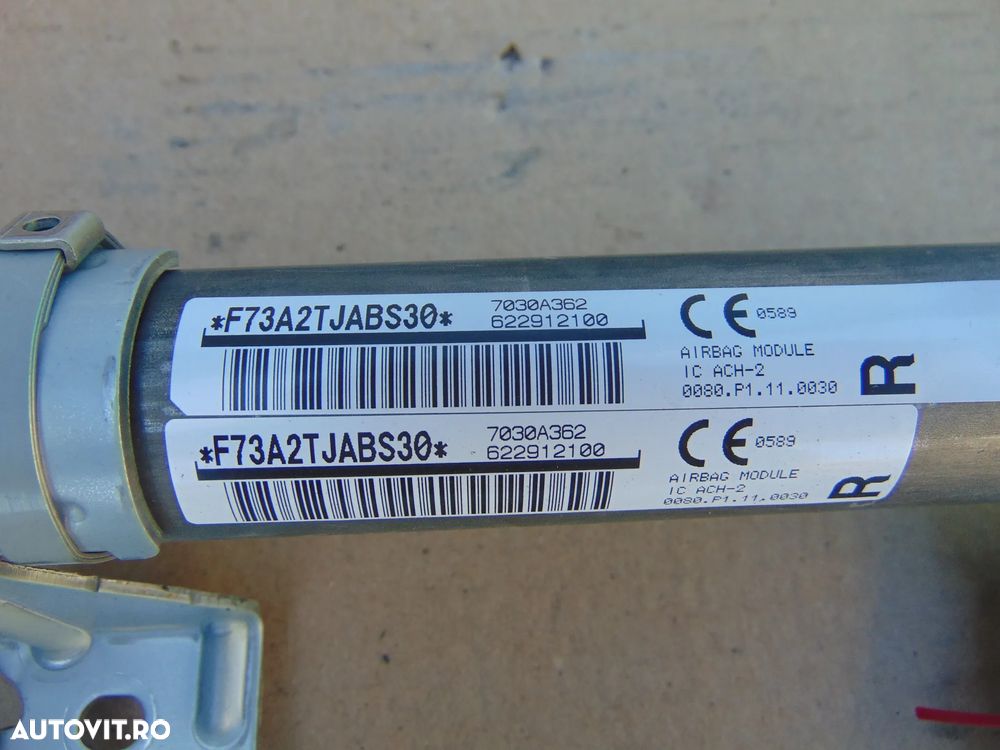 *F73A2TJABS30*
7030A362
622912100
CE 0589
AIRBAG MODULE
IC ACH-2
0080.P1.11.0030
R
*F73A2TJABS30*
7030A362
622912100
CE 0589
AIRBAG MODULE
IC ACH-2
0080.P1.11.0030
R
AUTOVIT.RO